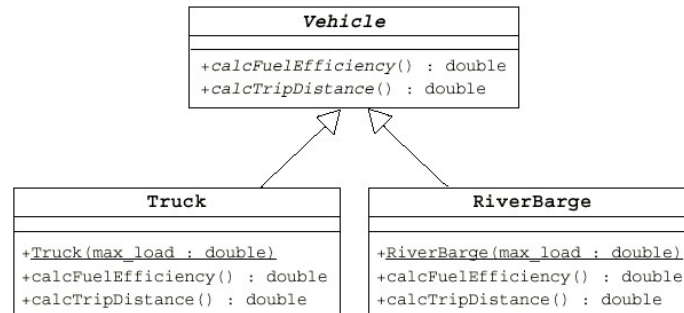 Vehicle
+calcFuelEfficiency() : double
+calcTripDistance() : double
Truck
+Truck(max_load : double)
+calcFuelEfficiency() : double
+calcTripDistance() : double
RiverBarge
+RiverBarge(max_load : double)
+calcFuelEfficiency() : double
+calcTripDistance() : double